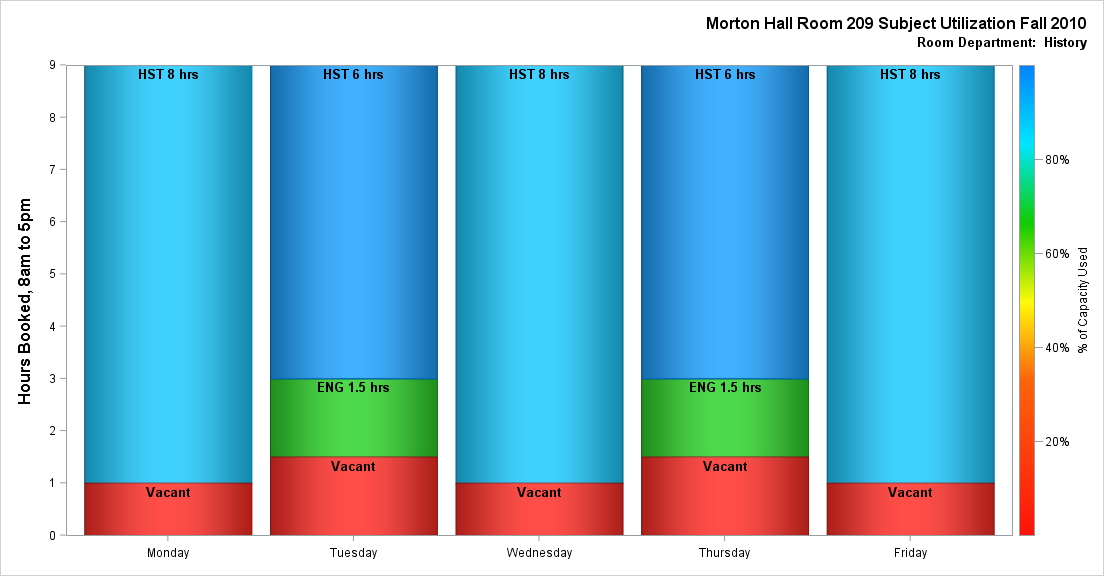 Morton Hall Room 209 Subject Utilization Fall 2010
Room Department:  History
Hours Booked, 8am to 5pm
9
8
7
6
5
4
3
2
1
0
HST 8 hrs
Vacant
HST 6 hrs
ENG 1.5 hrs
Vacant
HST 8 hrs
Vacant
HST 6 hrs
ENG 1.5 hrs
Vacant
HST 8 hrs
Vacant
Monday
Tuesday
Wednesday
Thursday
Friday
80%
60%
40%
20%
% of Capacity Used